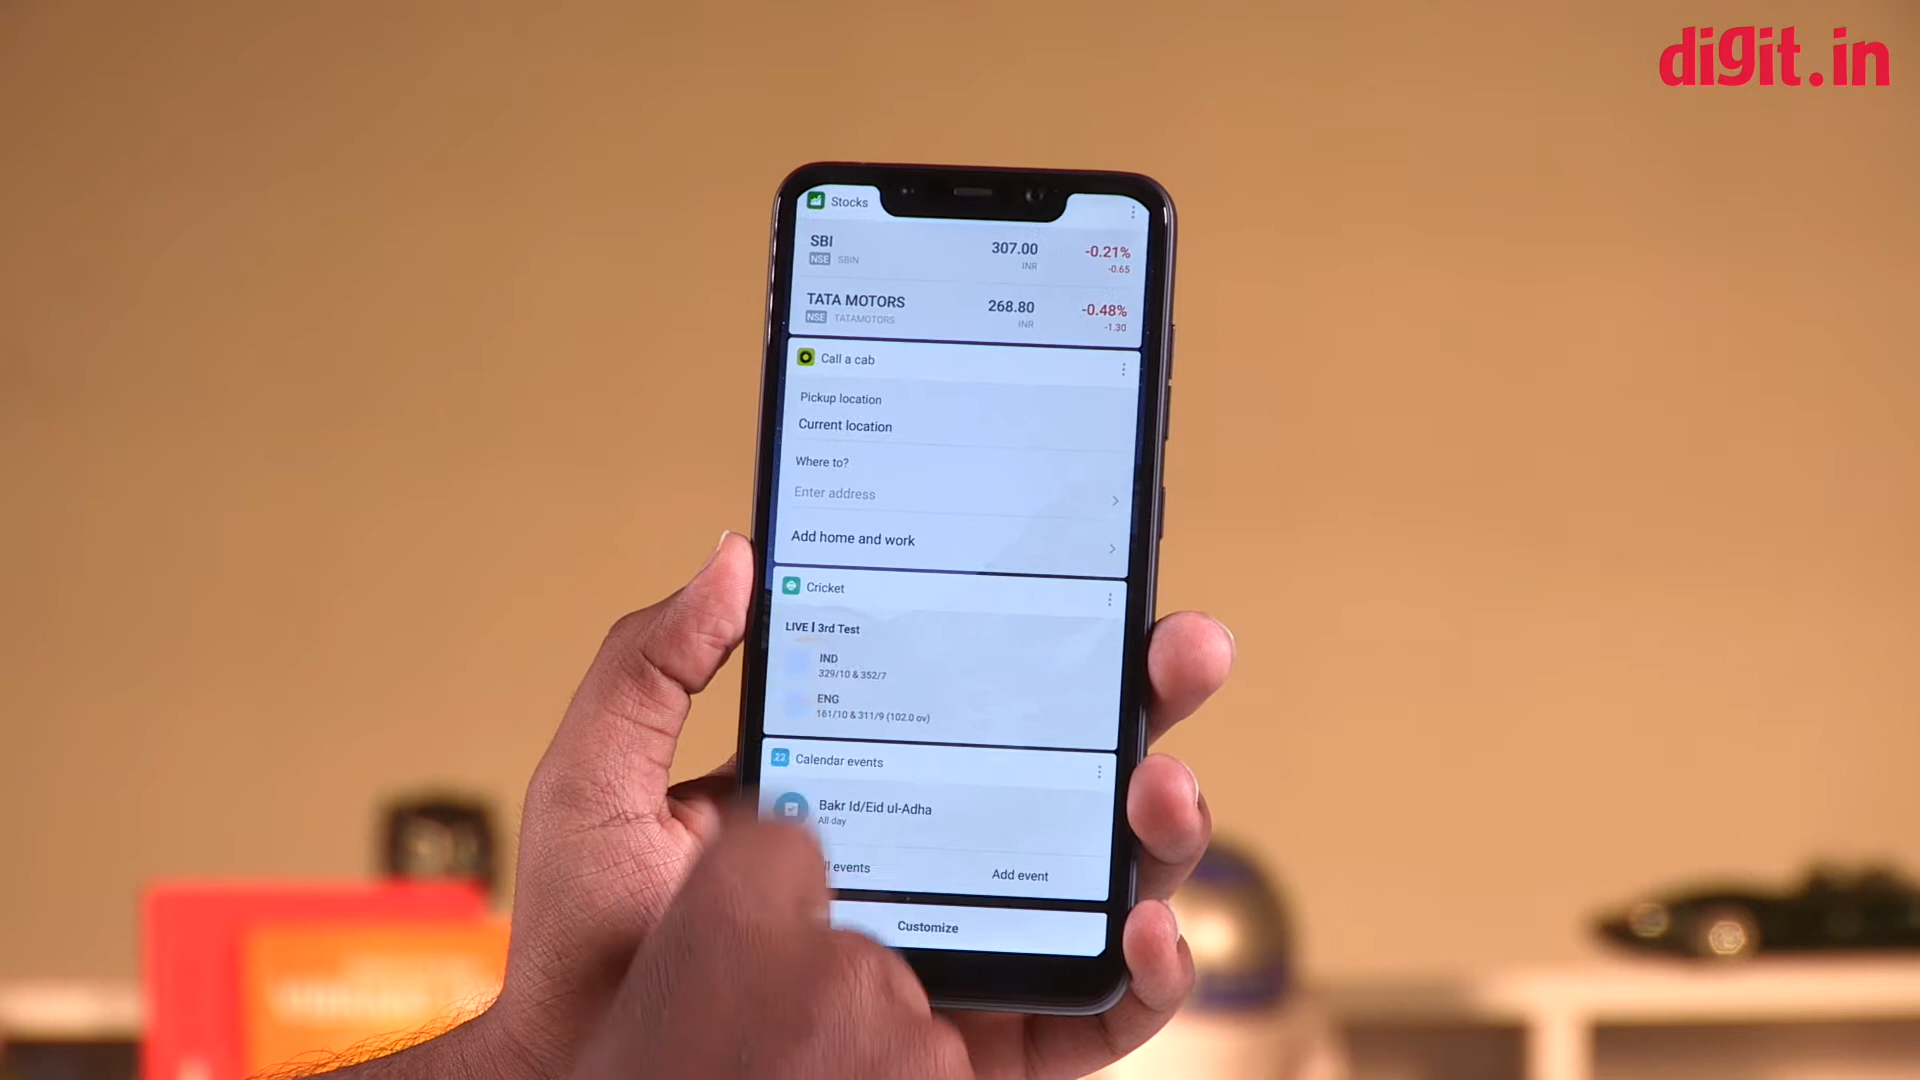 digit.in
Stocks
SBI 307.00 -0.21%
NSE SBIN INR -0.65
TATA MOTORS 268.80 -0.48%
NSE TATAMOTORS INR -1.30
Call a cab
Pickup location
Current location
Where to?
Enter address
Add home and work
Cricket
LIVE | 3rd Test
IND
329/10 & 352/7
ENG
161/10 & 311/9 (102.0 ov)
22 Calendar events
Bakr Id/Eid ul-Adha
All day
events Add event
Customize